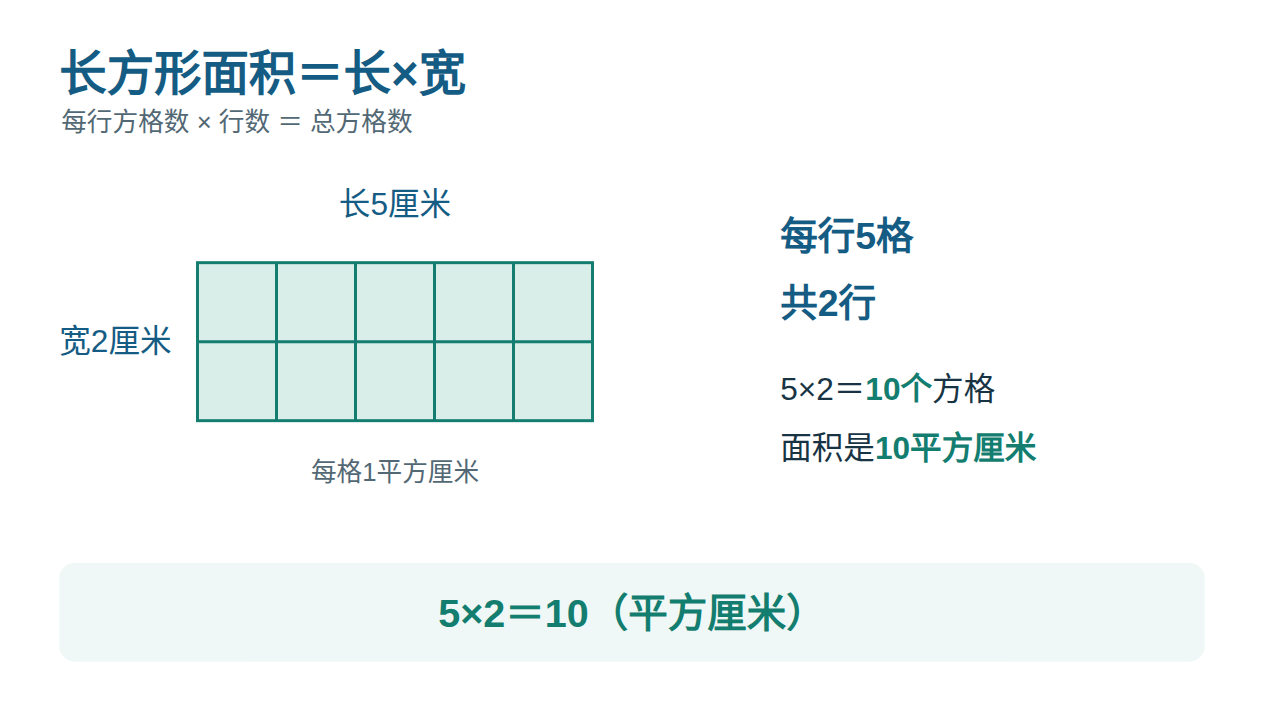 长方形面积＝长×宽
每行方格数 × 行数 ＝ 总方格数
长5厘米
宽2厘米
每格1平方厘米
每行5格
共2行
5×2＝10个方格
面积是10平方厘米
5×2＝10（平方厘米）